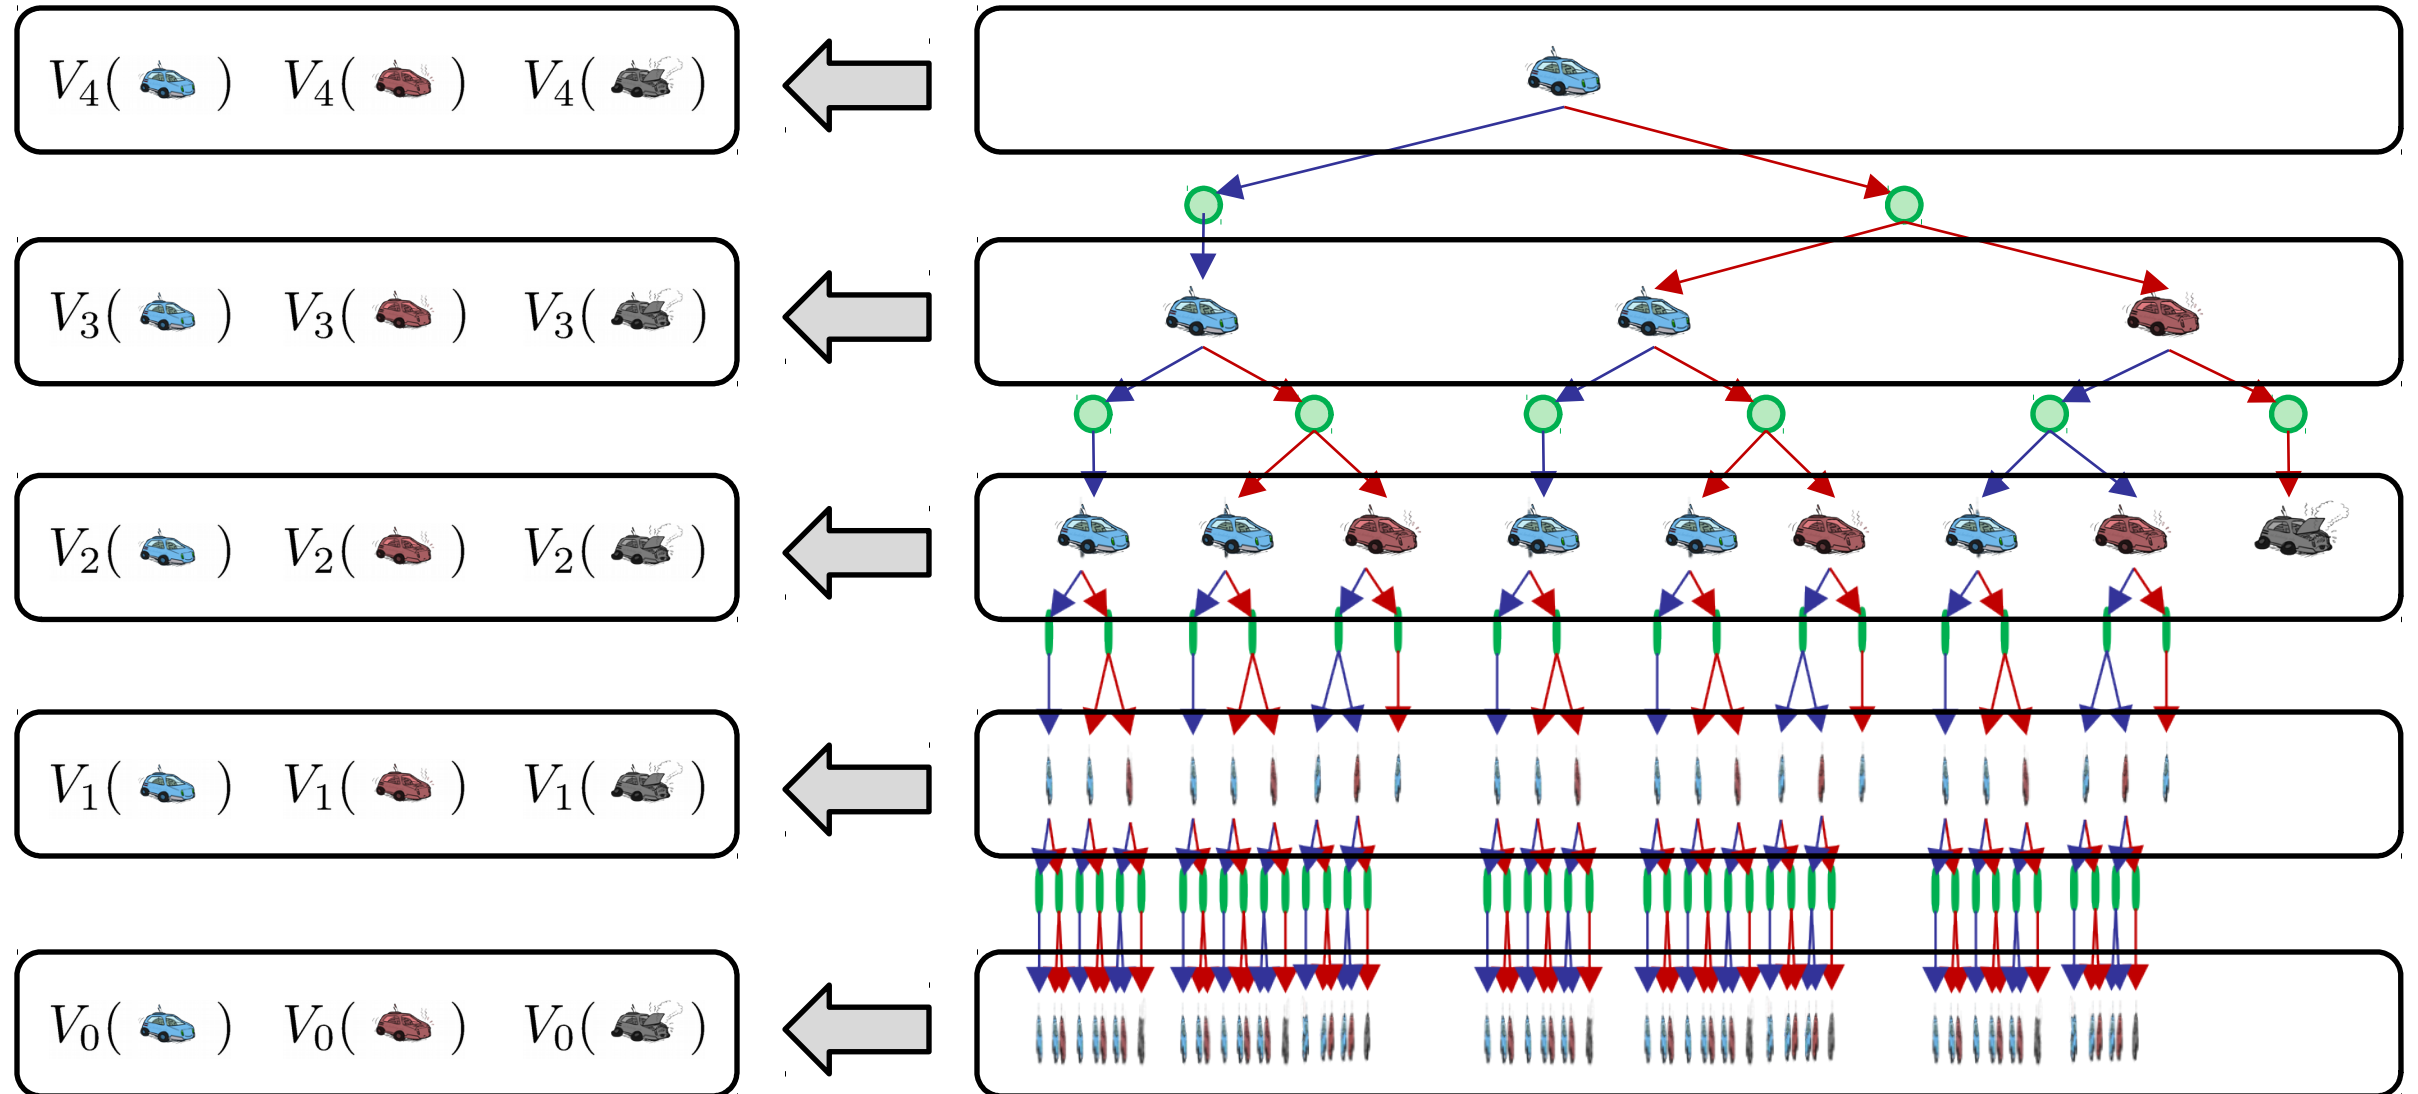 V₄( ) V₄( ) V₄( )
V₃( ) V₃( ) V₃( )
V₂( ) V₂( ) V₂( )
V₁( ) V₁( ) V₁( )
V₀( ) V₀( ) V₀( )